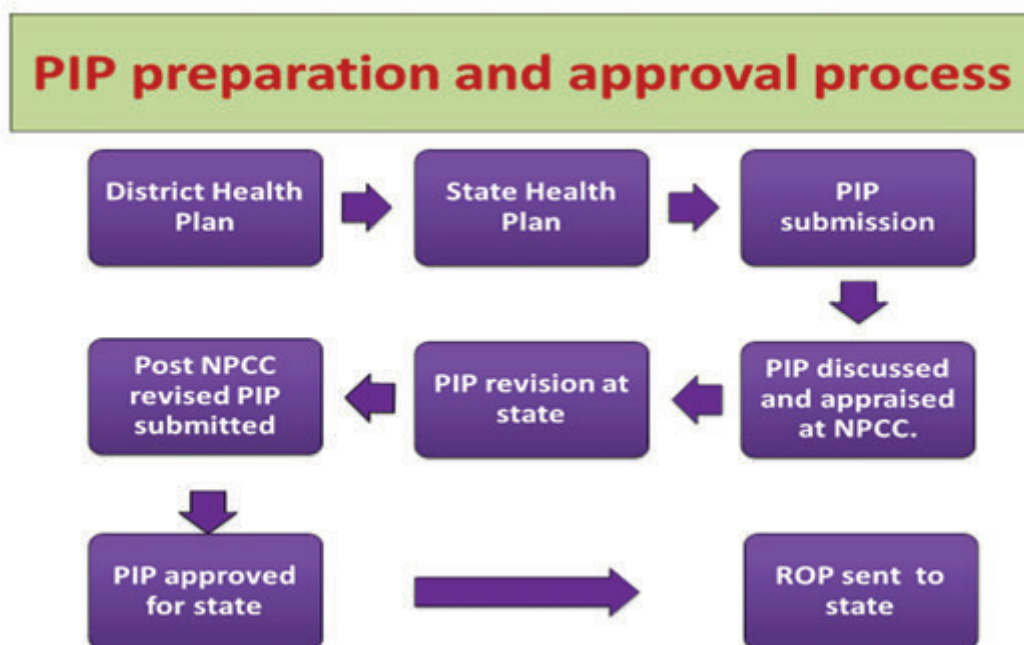 PIP preparation and approval process
District Health
Plan
State Health
Plan
PIP
submission
PIP discussed
and appraised
at NPCC.
PIP revision at
state
Post NPCC
revised PIP
submitted
PIP approved
for state
ROP sent to
state